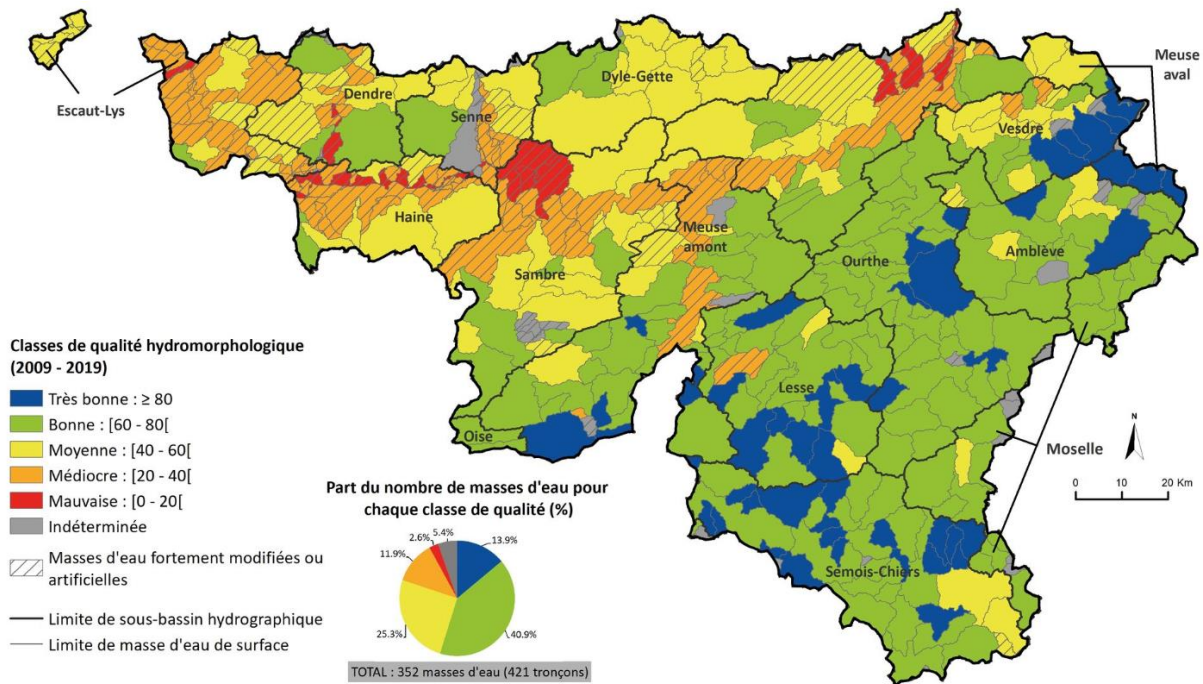 Escaut-Lys
Dendre
Senne
Dyle-Gette
Meuse
aval
Vesdre
Haine
Meuse
amont
Sambre
Ourthe
Amblève
Lesse
Oise
Moselle
Semois-Chiers
N
0 10 20 Km
Classes de qualité hydromorphologique
(2009 - 2019)
Très bonne : ≥ 80
Bonne : [60 - 80[
Moyenne : [40 - 60[
Médiocre : [20 - 40[
Mauvaise : [0 - 20[
Indéterminée
Masses d'eau fortement modifiées ou
artificielles
Limite de sous-bassin hydrographique
Limite de masse d'eau de surface
Part du nombre de masses d'eau pour
chaque classe de qualité (%)
5.4%
2.6%
13.9%
11.9%
25.3%
40.9%
TOTAL : 352 masses d'eau (421 tronçons)